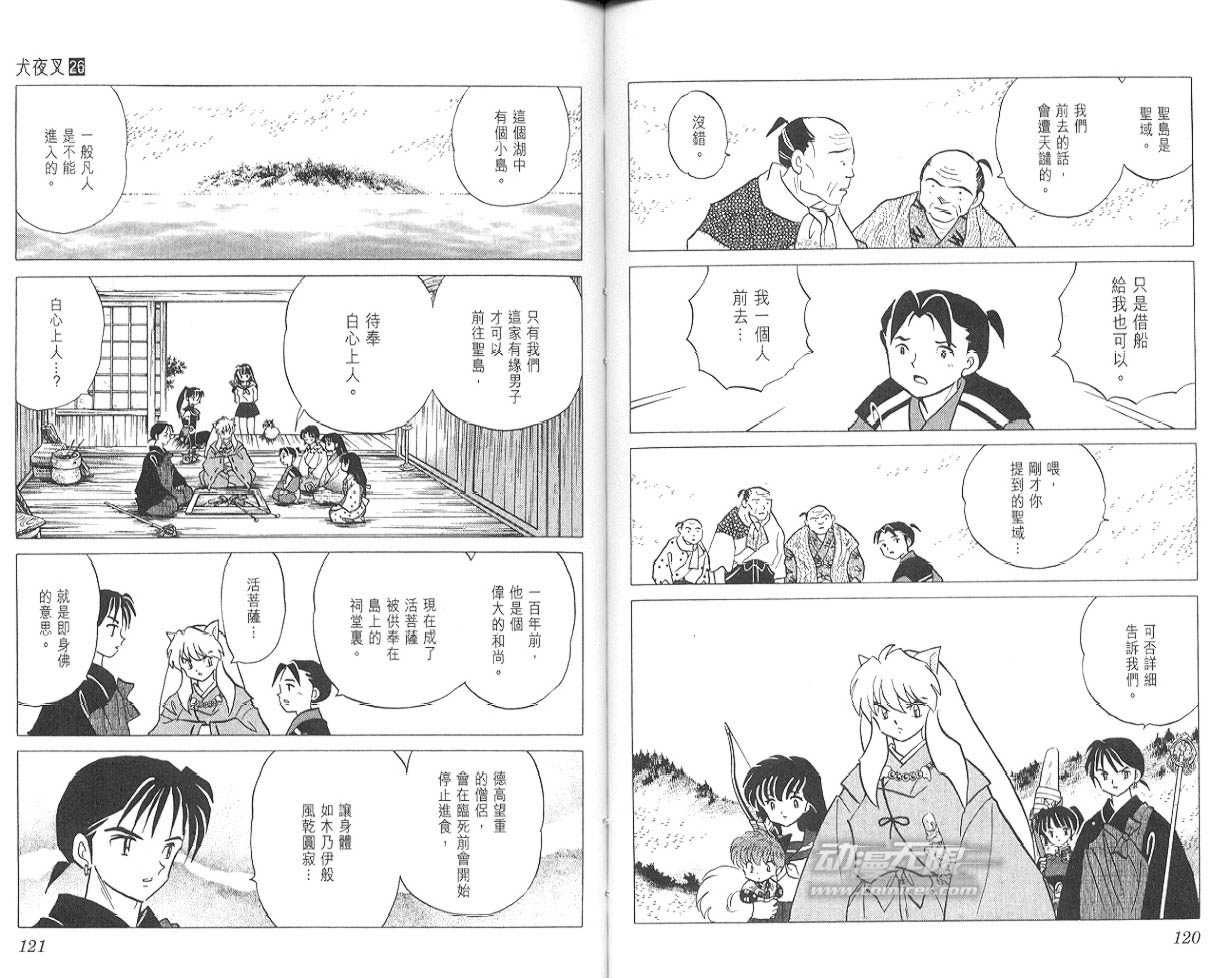 聖島是
聖域。
我們
前去的話,
會遭天譴的。
沒錯。
只是借船
給我也可以。
我一個人
前去…
喂,
剛才你
提到的聖域…
可否詳細
告訴我們。
动漫无限
www.comicer.com
120
犬夜叉26
這個湖中
有個小島。
一般凡人
是不能
進入的。
只有我們
這家有緣男子
才可以
前往聖島,
待奉
白心上人。
白心上人…?
一百年前,
他是個
偉大的和尚。
現在成了
活菩薩
被供奉在
島上的
祠堂裏。
活菩薩…
就是即身佛
的意思。
德高望重
的僧侶,
會在臨死前會開始
停止進食,
讓身體
如木乃伊般
風乾圓寂…
121